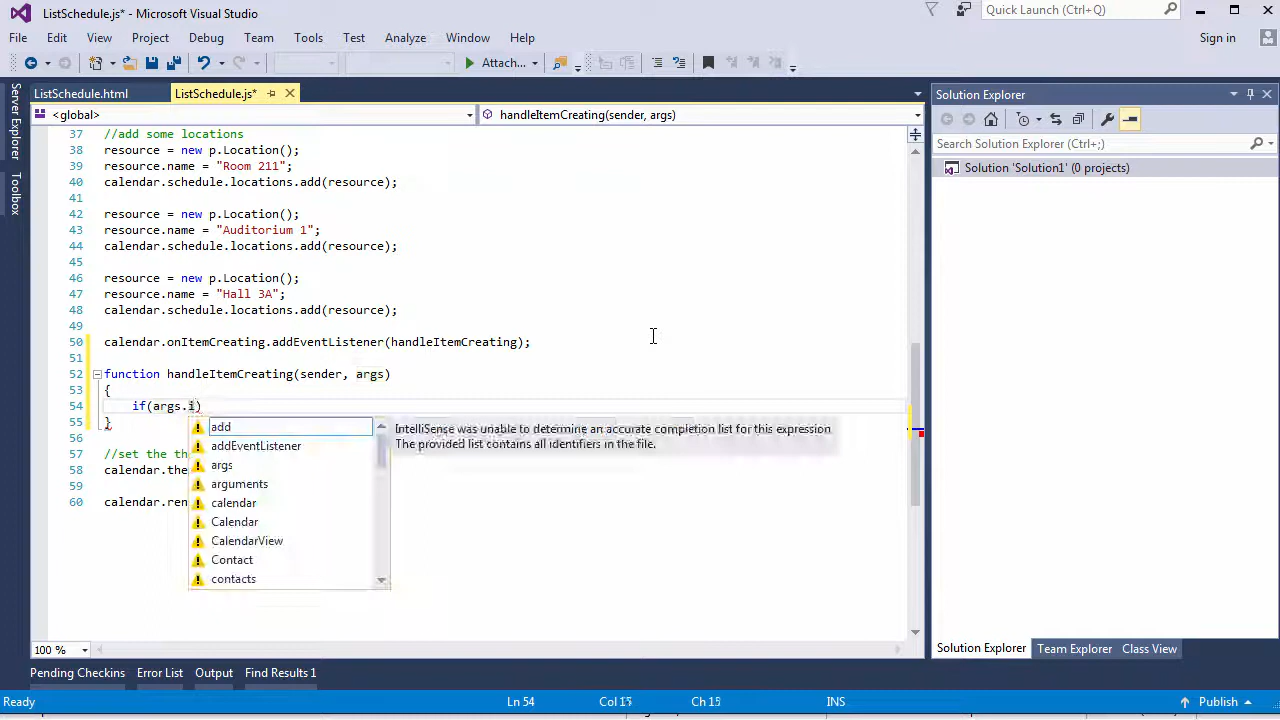 ListSchedule.js* - Microsoft Visual Studio
Quick Launch (Ctrl+Q)
File Edit View Project Debug Team Tools Test Analyze Window Help
Sign in
Attach...
Server Explorer
Toolbox
ListSchedule.html
ListSchedule.js*
<global>
handleItemCreating(sender, args)
37 //add some locations
38 resource = new p.Location();
39 resource.name = "Room 211";
40 calendar.schedule.locations.add(resource);
41
42 resource = new p.Location();
43 resource.name = "Auditorium 1";
44 calendar.schedule.locations.add(resource);
45
46 resource = new p.Location();
47 resource.name = "Hall 3A";
48 calendar.schedule.locations.add(resource);
49
50 calendar.onItemCreating.addEventListener(handleItemCreating);
51
52 function handleItemCreating(sender, args)
53 {
54 if(args.i)
55 }
56
57 //set the th
58 calendar.the
59
60 calendar.ren
add
addEventListener
args
arguments
calendar
Calendar
CalendarView
Contact
contacts
IntelliSense was unable to determine an accurate completion list for this expression.
The provided list contains all identifiers in the file.
100 %
Solution Explorer
Search Solution Explorer (Ctrl+;)
Solution 'Solution1' (0 projects)
Solution Explorer Team Explorer Class View
Pending Checkins Error List Output Find Results 1
Ready
Ln 54
Col 17
Ch 15
INS
Publish